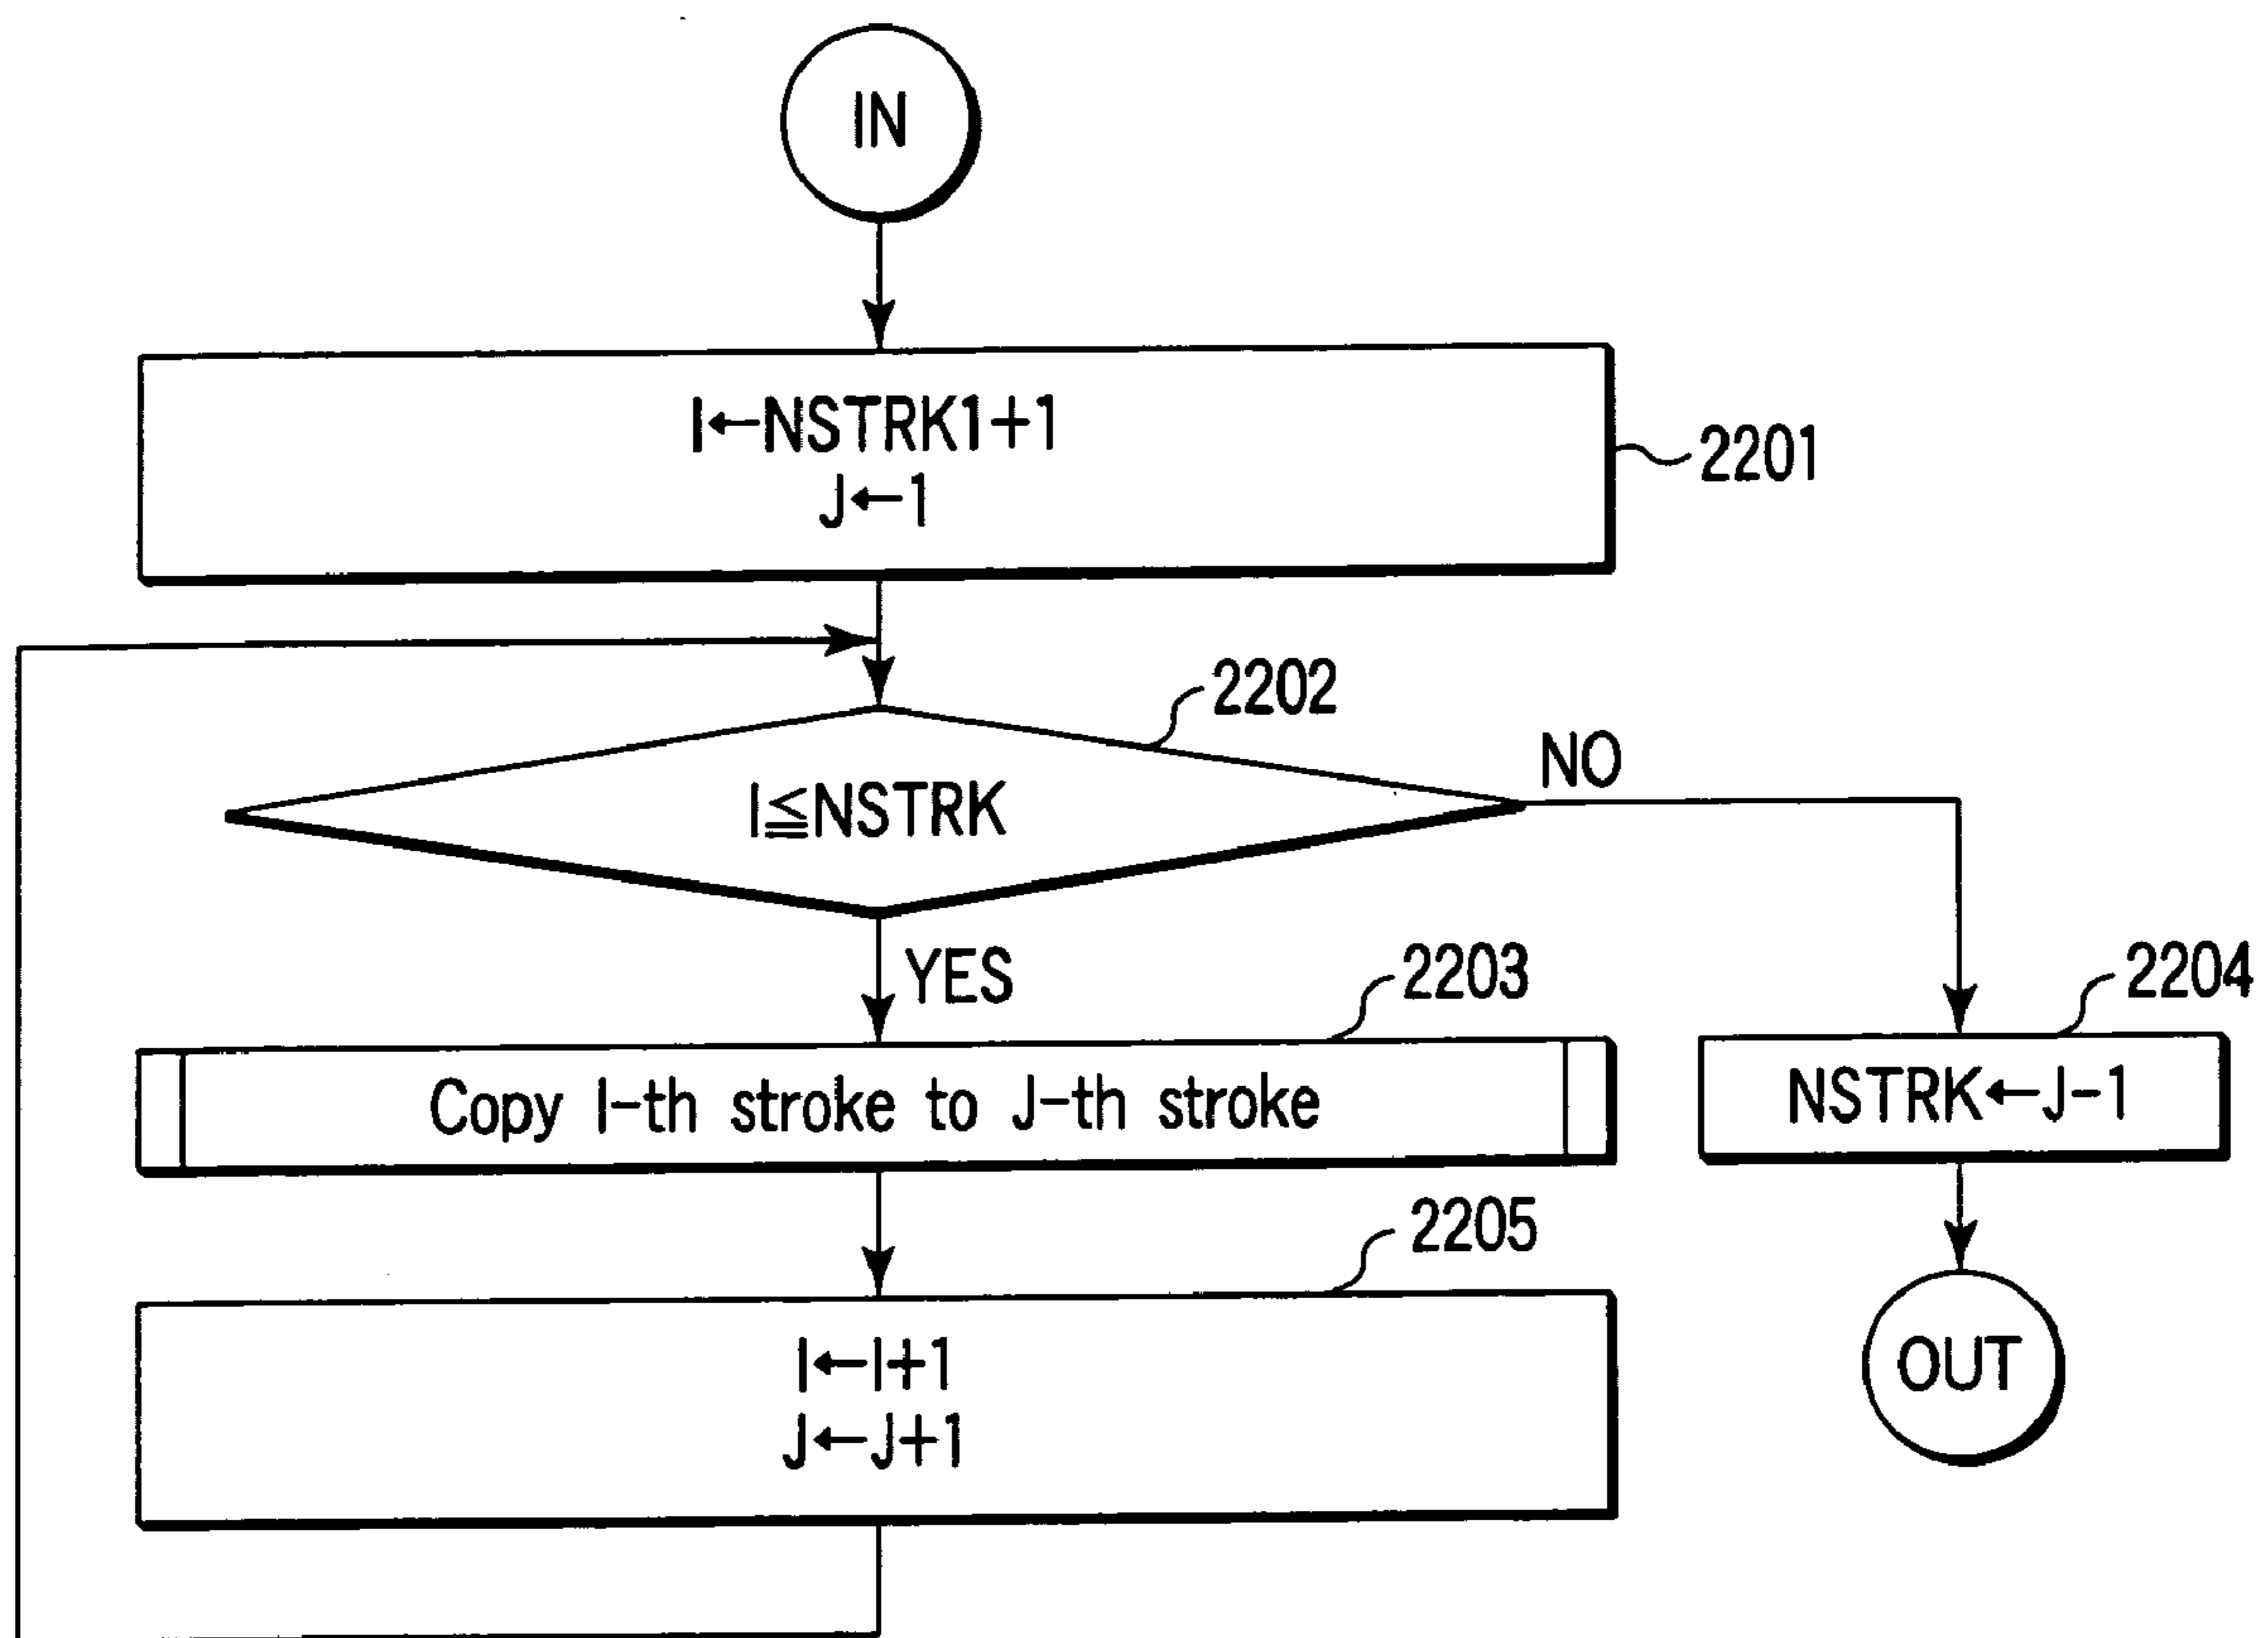 IN
I←NSTRK1+1
J←1
2201
2202
I≦NSTRK
NO
YES
2203
2204
Copy I-th stroke to J-th stroke
NSTRK←J-1
2205
I←I+1
J←J+1
OUT